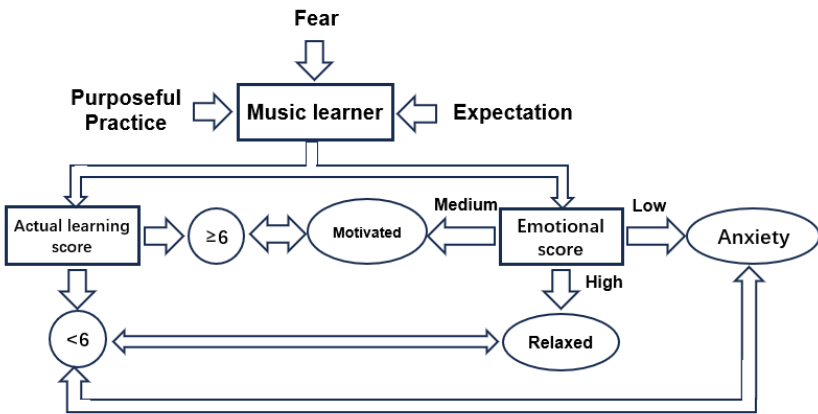 Fear
Purposeful
Practice
Music learner
Expectation
Actual learning
score
≥6
Motivated
Medium
Emotional
score
Low
Anxiety
High
<6
Relaxed